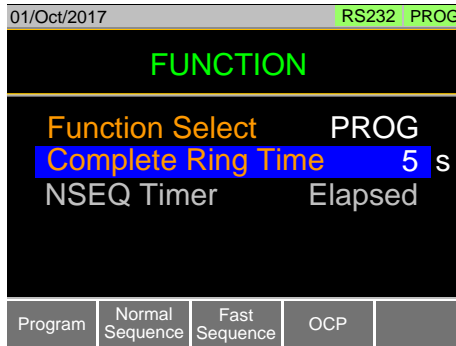 01/Oct/2017 RS232 PROG
FUNCTION
Function Select PROG
Complete Ring Time 5 s
NSEQ Timer Elapsed
Program Normal Sequence Fast Sequence OCP